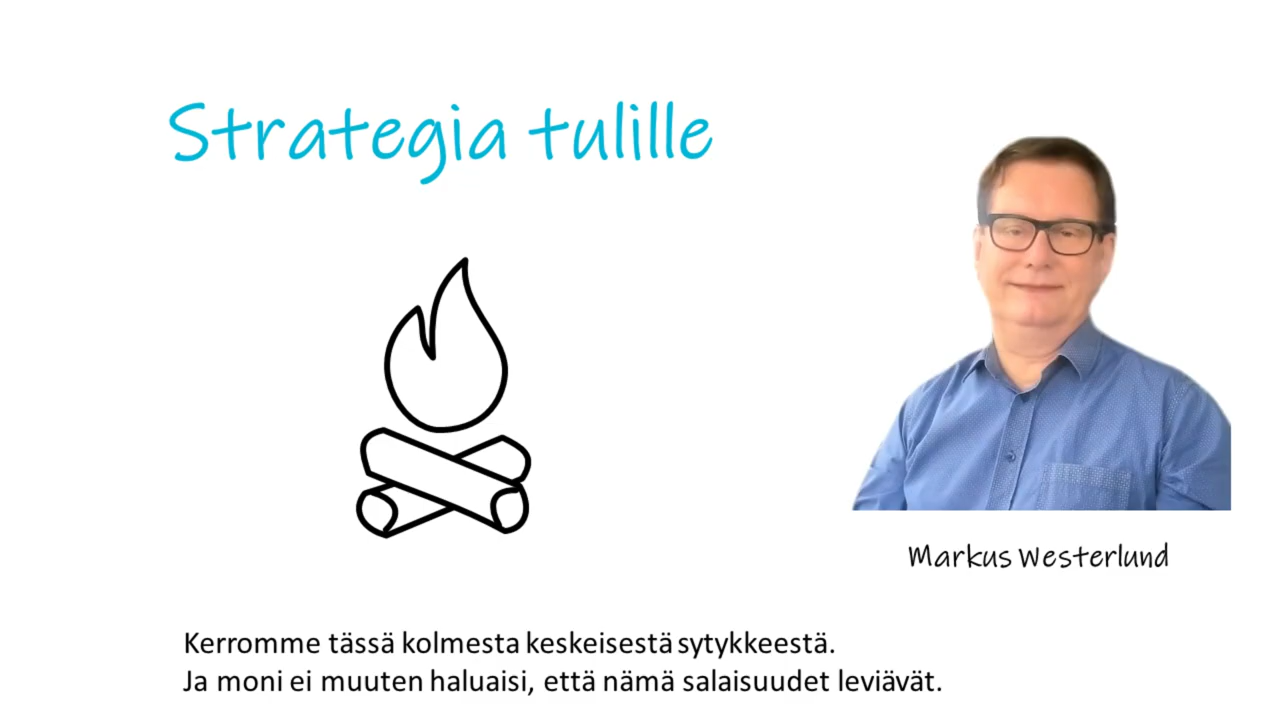 Strategia tulille
Markus Westerlund
Kerromme tässä kolmesta keskeisestä sytykkeestä.
Ja moni ei muuten haluaisi, että nämä salaisuudet leviävät.